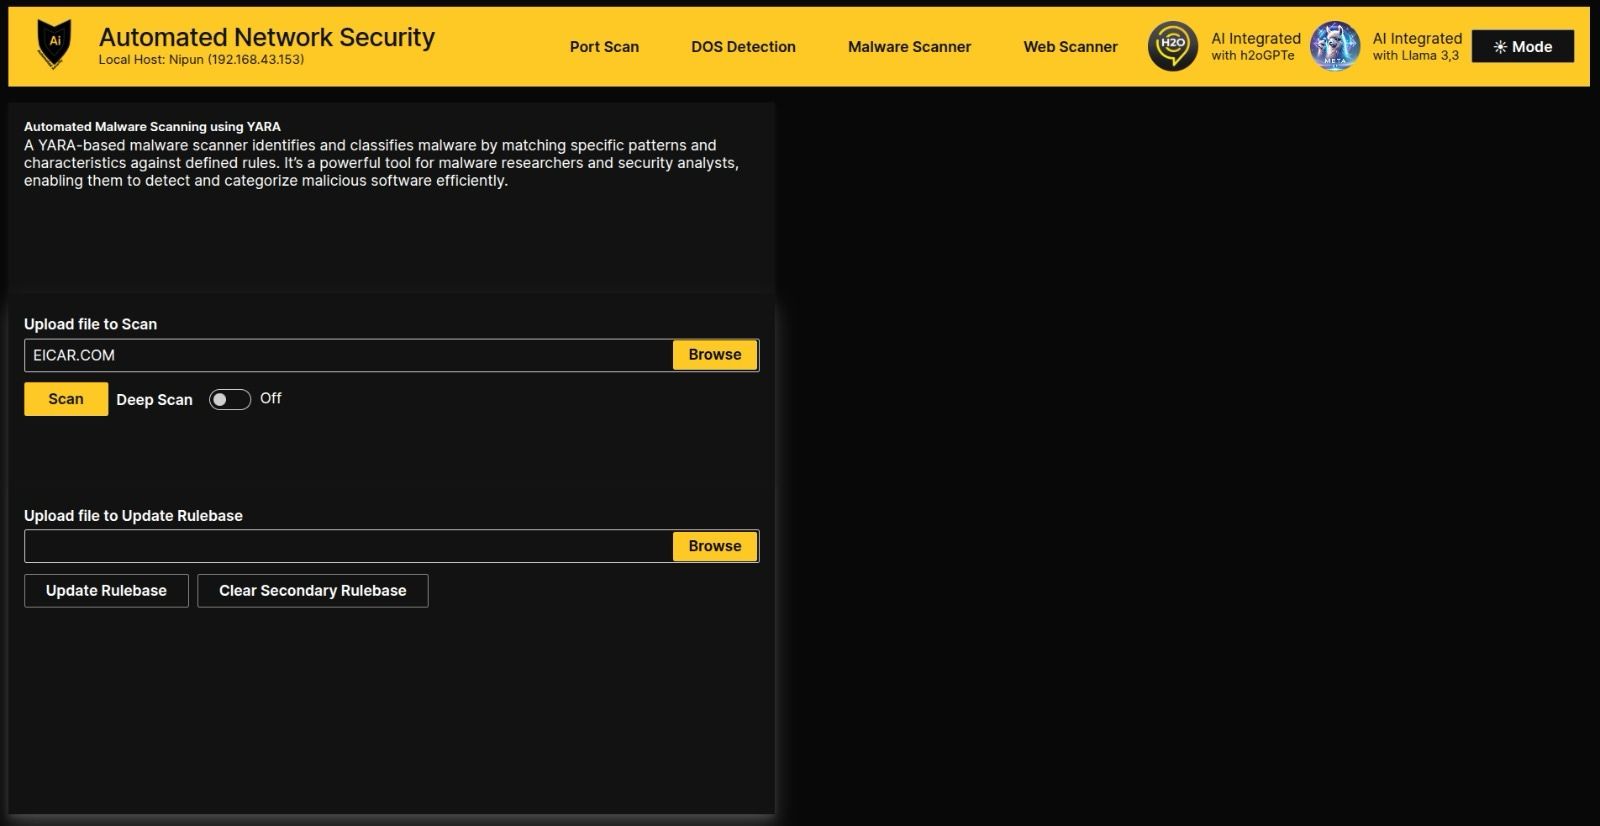 Ai
Automated Network Security
Local Host: Nipun (192.168.43.153)
Port Scan
DOS Detection
Malware Scanner
Web Scanner
H2O
AI Integrated
with h2oGPTe
META
AI Integrated
with Llama 3,3
Mode
Automated Malware Scanning using YARA
A YARA-based malware scanner identifies and classifies malware by matching specific patterns and
characteristics against defined rules. It's a powerful tool for malware researchers and security analysts,
enabling them to detect and categorize malicious software efficiently.
Upload file to Scan
EICAR.COM
Browse
Scan
Deep Scan
Off
Upload file to Update Rulebase
Browse
Update Rulebase
Clear Secondary Rulebase